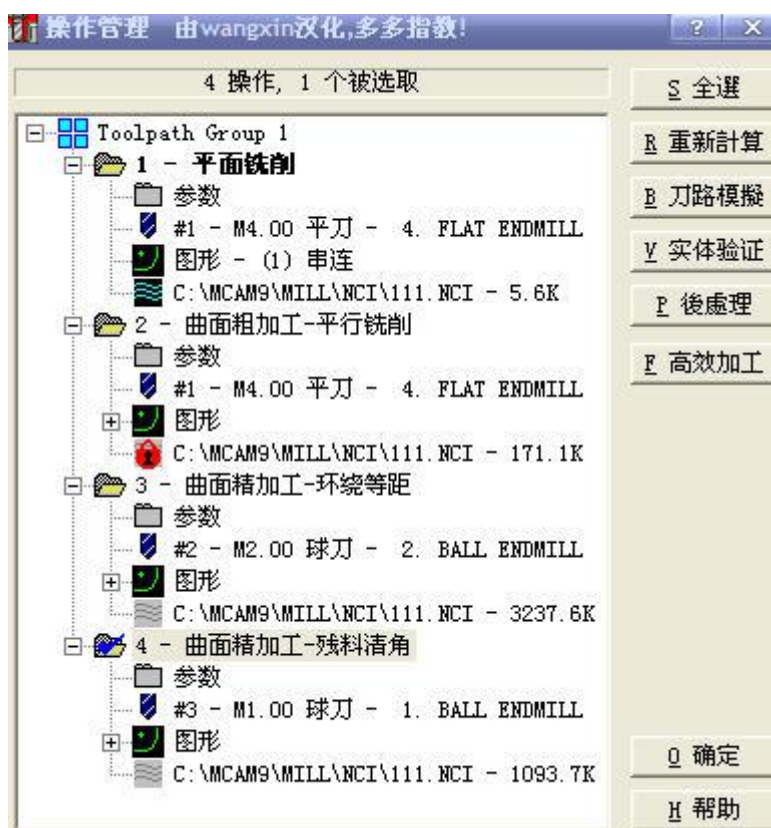 操作管理 由wangxin汉化,多多指教!
4 操作, 1 个被选取
S 全選
Toolpath Group 1
R 重新計算
1 - 平面铣削
参数
B 刀路模擬
#1 - M4.00 平刀 - 4. FLAT ENDMILL
图形 - (1) 串连
V 实体验证
C:\MCAM9\MILL\NCI\111.NCI - 5.6K
P 後處理
2 - 曲面粗加工-平行铣削
参数
F 高效加工
#1 - M4.00 平刀 - 4. FLAT ENDMILL
图形
C:\MCAM9\MILL\NCI\111.NCI - 171.1K
3 - 曲面精加工-环绕等距
参数
#2 - M2.00 球刀 - 2. BALL ENDMILL
图形
C:\MCAM9\MILL\NCI\111.NCI - 3237.6K
4 - 曲面精加工-残料清角
参数
#3 - M1.00 球刀 - 1. BALL ENDMILL
图形
C:\MCAM9\MILL\NCI\111.NCI - 1093.7K
O 确定
H 帮助